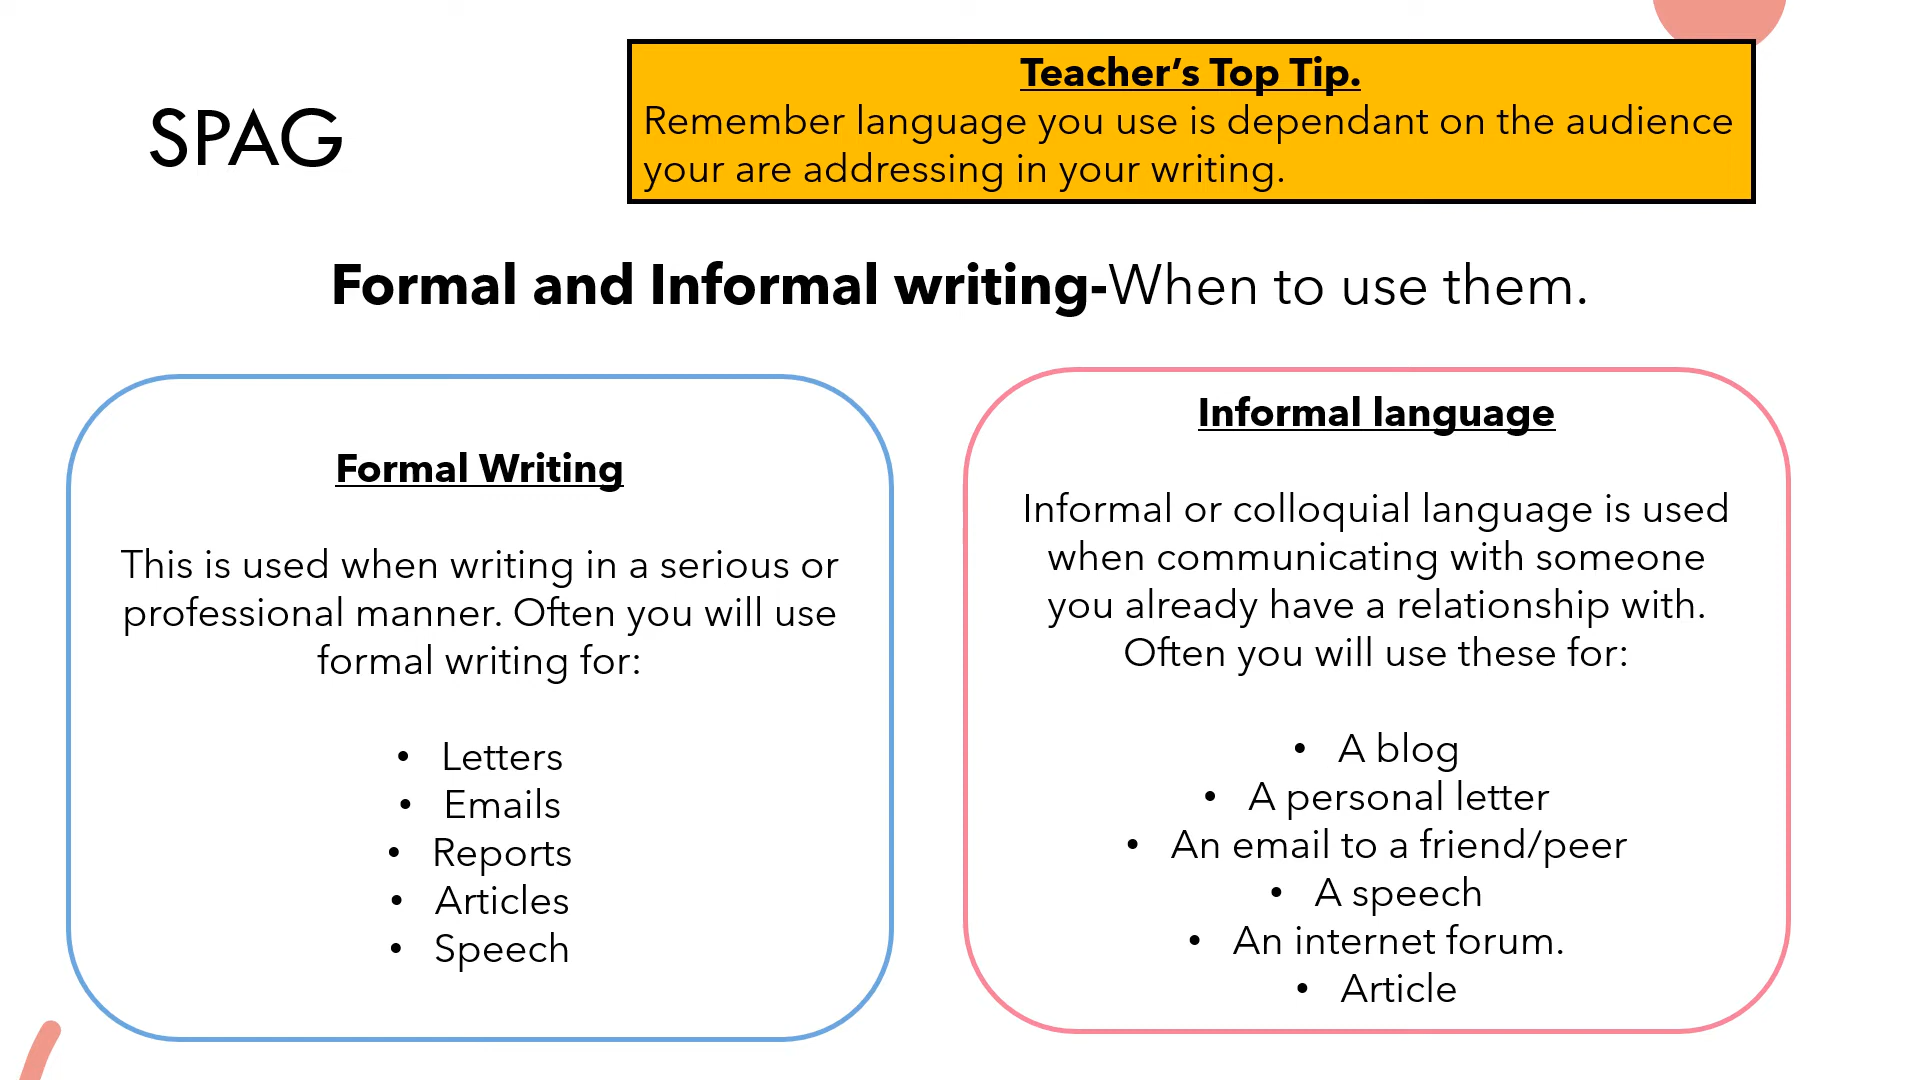 SPAG
Teacher’s Top Tip.
Remember language you use is dependant on the audience
your are addressing in your writing.
Formal and Informal writing-When to use them.
Formal Writing
This is used when writing in a serious or
professional manner. Often you will use
formal writing for:
• Letters
• Emails
• Reports
• Articles
• Speech
Informal language
Informal or colloquial language is used
when communicating with someone
you already have a relationship with.
Often you will use these for:
• A blog
• A personal letter
• An email to a friend/peer
• A speech
• An internet forum.
• Article